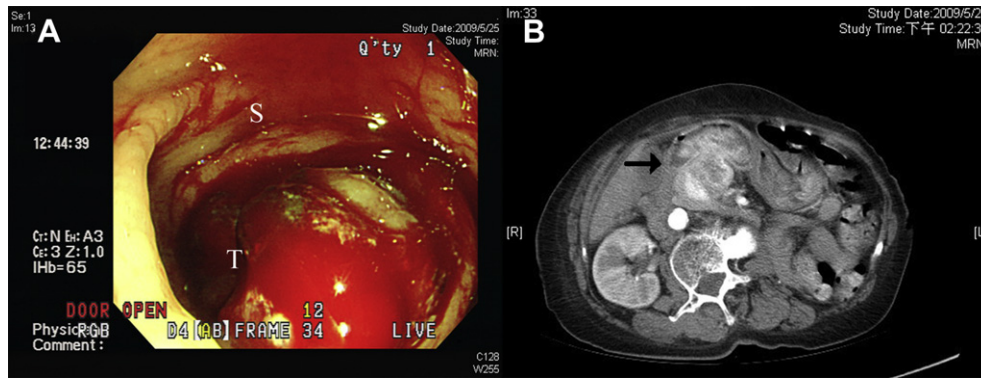 Se:1
Im:13
A
Study Date:2009/5/25
Study Time:
MRN:
Q'ty 1
S
12:44:39
Ct:N Eh:A3
Ce:3 Z:1.0
IHb=65
T
DOOR OPEN 12
Physic
RGB D4[AB]FRAME 34 LIVE
Comment:
C128
W255
Im:33
B
Study Date:2009/5/2
Study Time:下午 02:22:3
MRN
[R]
[L